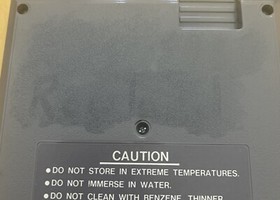 CAUTION
●DO NOT STORE IN EXTREME TEMPERATURES.
●DO NOT IMMERSE IN WATER.
●DO NOT CLEAN WITH BENZENE, THINNER,